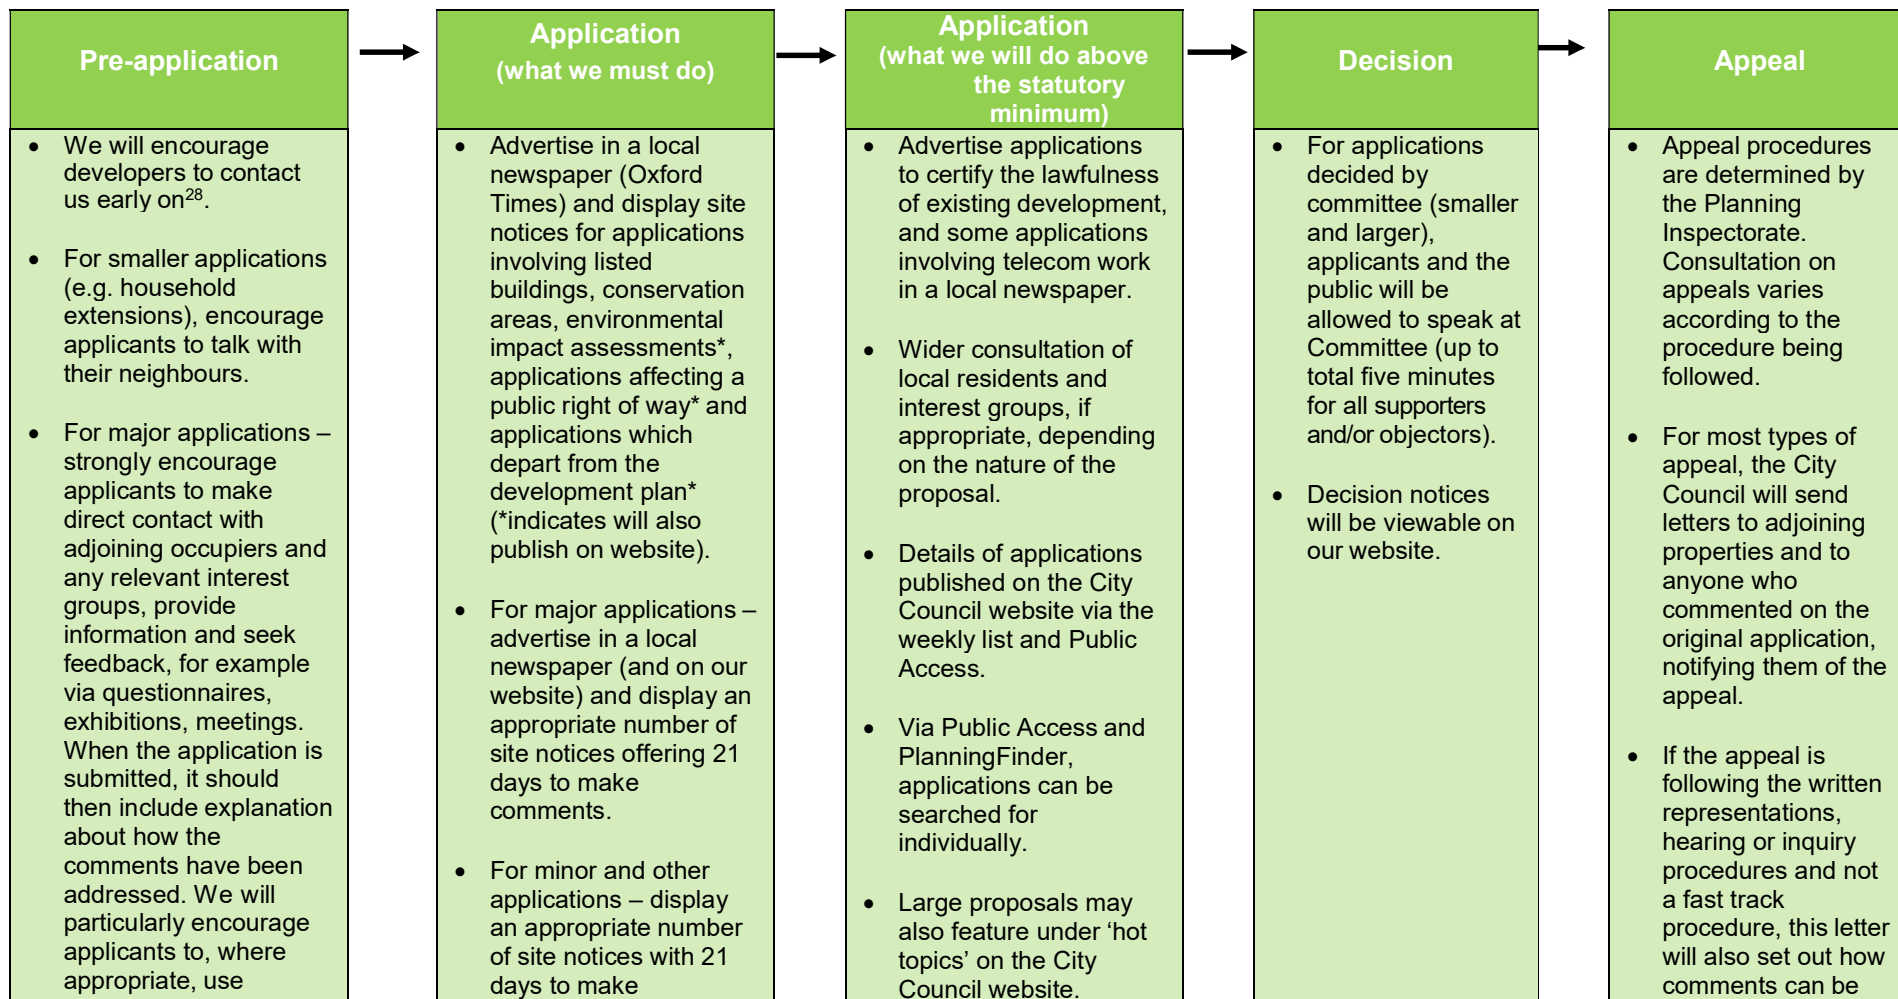 Pre-application
• We will encourage
developers to contact
us early on28.
• For smaller applications
(e.g. household
extensions), encourage
applicants to talk with
their neighbours.
• For major applications –
strongly encourage
applicants to make
direct contact with
adjoining occupiers and
any relevant interest
groups, provide
information and seek
feedback, for example
via questionnaires,
exhibitions, meetings.
When the application is
submitted, it should
then include explanation
about how the
comments have been
addressed. We will
particularly encourage
applicants to, where
appropriate, use
Application
(what we must do)
• Advertise in a local
newspaper (Oxford
Times) and display site
notices for applications
involving listed
buildings, conservation
areas, environmental
impact assessments*,
applications affecting a
public right of way* and
applications which
depart from the
development plan*
(*indicates will also
publish on website).
• For major applications –
advertise in a local
newspaper (and on our
website) and display an
appropriate number of
site notices offering 21
days to make
comments.
• For minor and other
applications – display
an appropriate number
of site notices with 21
days to make
Application
(what we will do above
the statutory
minimum)
• Advertise applications
to certify the lawfulness
of existing development,
and some applications
involving telecom work
in a local newspaper.
• Wider consultation of
local residents and
interest groups, if
appropriate, depending
on the nature of the
proposal.
• Details of applications
published on the City
Council website via the
weekly list and Public
Access.
• Via Public Access and
PlanningFinder,
applications can be
searched for
individually.
• Large proposals may
also feature under ‘hot
topics’ on the City
Council website.
Decision
• For applications
decided by
committee (smaller
and larger),
applicants and the
public will be
allowed to speak at
Committee (up to
total five minutes
for all supporters
and/or objectors).
• Decision notices
will be viewable on
our website.
Appeal
• Appeal procedures
are determined by
the Planning
Inspectorate.
Consultation on
appeals varies
according to the
procedure being
followed.
• For most types of
appeal, the City
Council will send
letters to adjoining
properties and to
anyone who
commented on the
original application,
notifying them of the
appeal.
• If the appeal is
following the written
representations,
hearing or inquiry
procedures and not
a fast track
procedure, this letter
will also set out how
comments can be